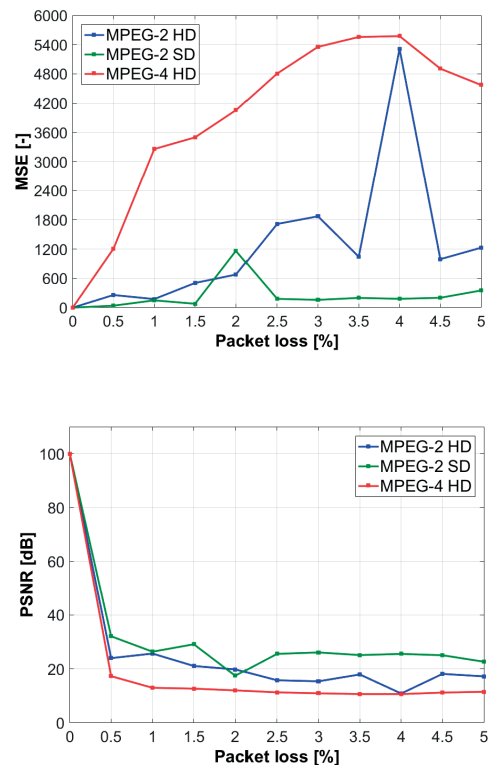 6000
5400
4800
4200
3600
3000
2400
1800
1200
600
0
MSE [-]
MPEG-2 HD
MPEG-2 SD
MPEG-4 HD
0 0.5 1 1.5 2 2.5 3 3.5 4 4.5 5
Packet loss [%]
100
80
60
40
20
0
PSNR [dB]
MPEG-2 HD
MPEG-2 SD
MPEG-4 HD
0 0.5 1 1.5 2 2.5 3 3.5 4 4.5 5
Packet loss [%]